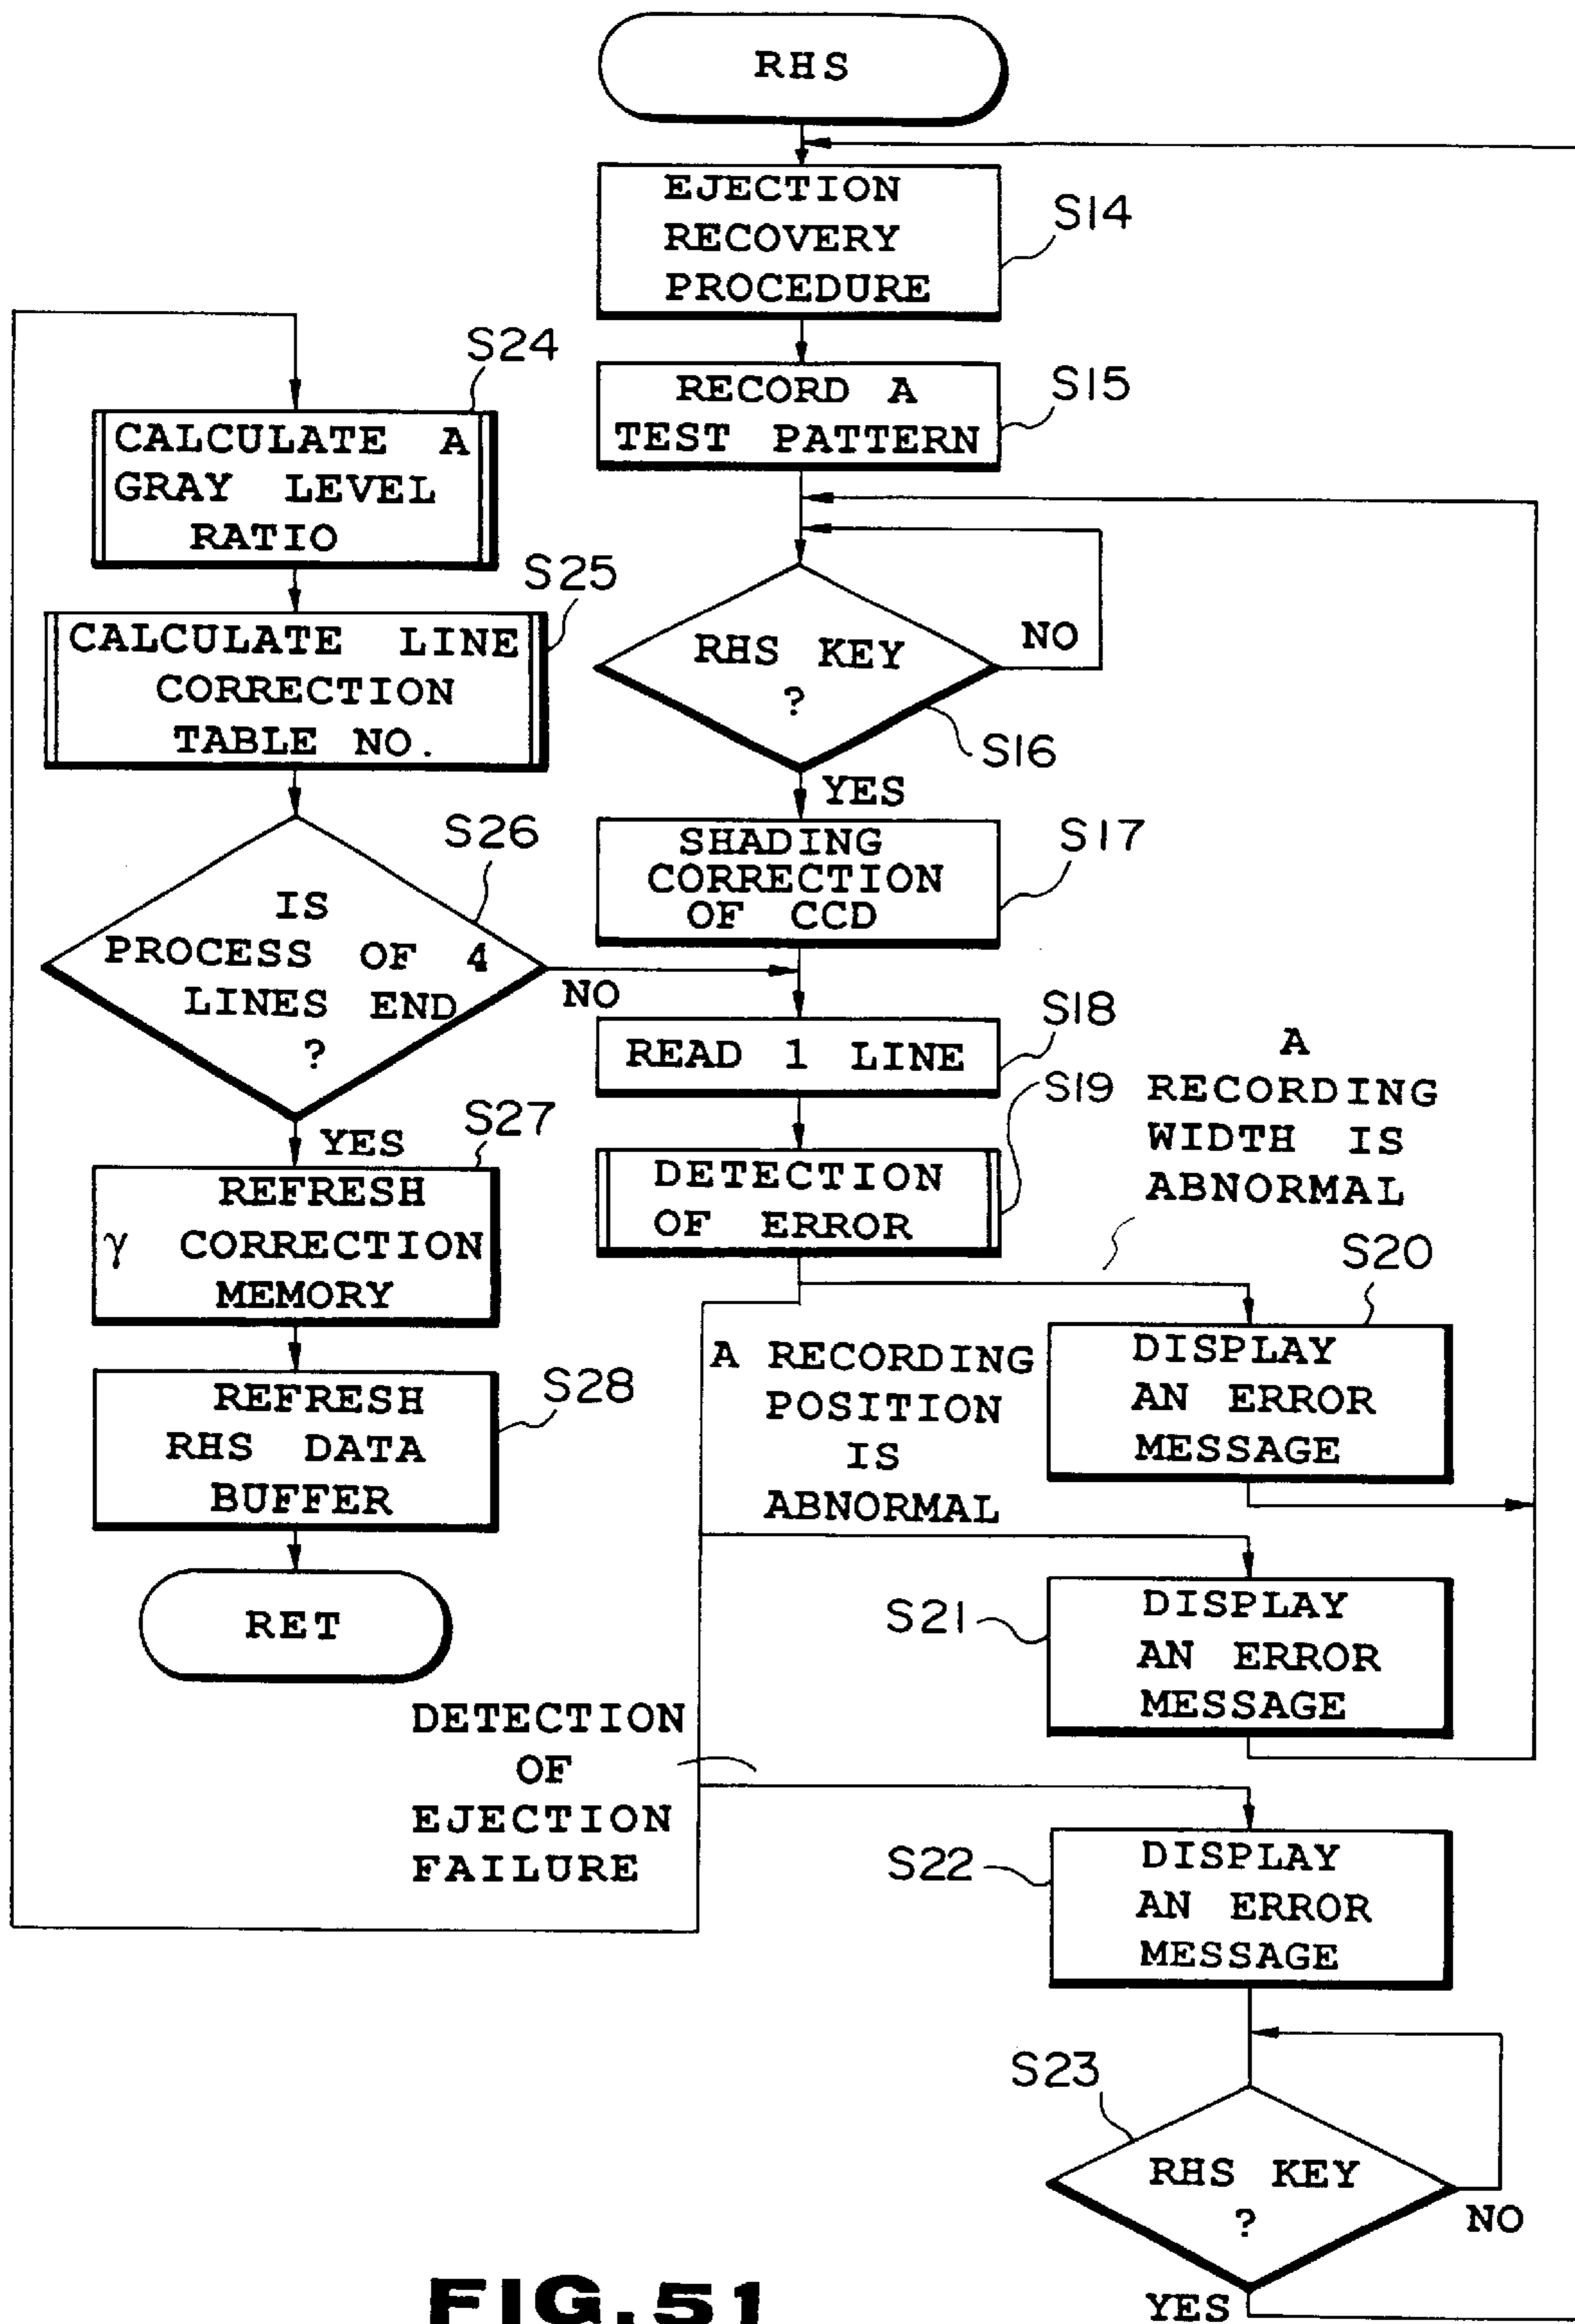 RHS
EJECTION
RECOVERY
PROCEDURE
S14
RECORD A
TEST PATTERN
S15
RHS KEY
?
NO
S16
YES
SHADING
CORRECTION
OF CCD
S17
READ 1 LINE
S18
DETECTION
OF ERROR
S19
A
RECORDING
WIDTH IS
ABNORMAL
S20
DISPLAY
AN ERROR
MESSAGE
A RECORDING
POSITION
IS
ABNORMAL
S21
DISPLAY
AN ERROR
MESSAGE
DETECTION
OF
EJECTION
FAILURE
S22
DISPLAY
AN ERROR
MESSAGE
S23
RHS KEY
?
NO
YES
S24
CALCULATE A
GRAY LEVEL
RATIO
S25
CALCULATE LINE
CORRECTION
TABLE NO.
S26
IS
PROCESS OF 4
LINES END
?
NO
YES
S27
REFRESH
γ CORRECTION
MEMORY
S28
REFRESH
RHS DATA
BUFFER
RET
FIG.51